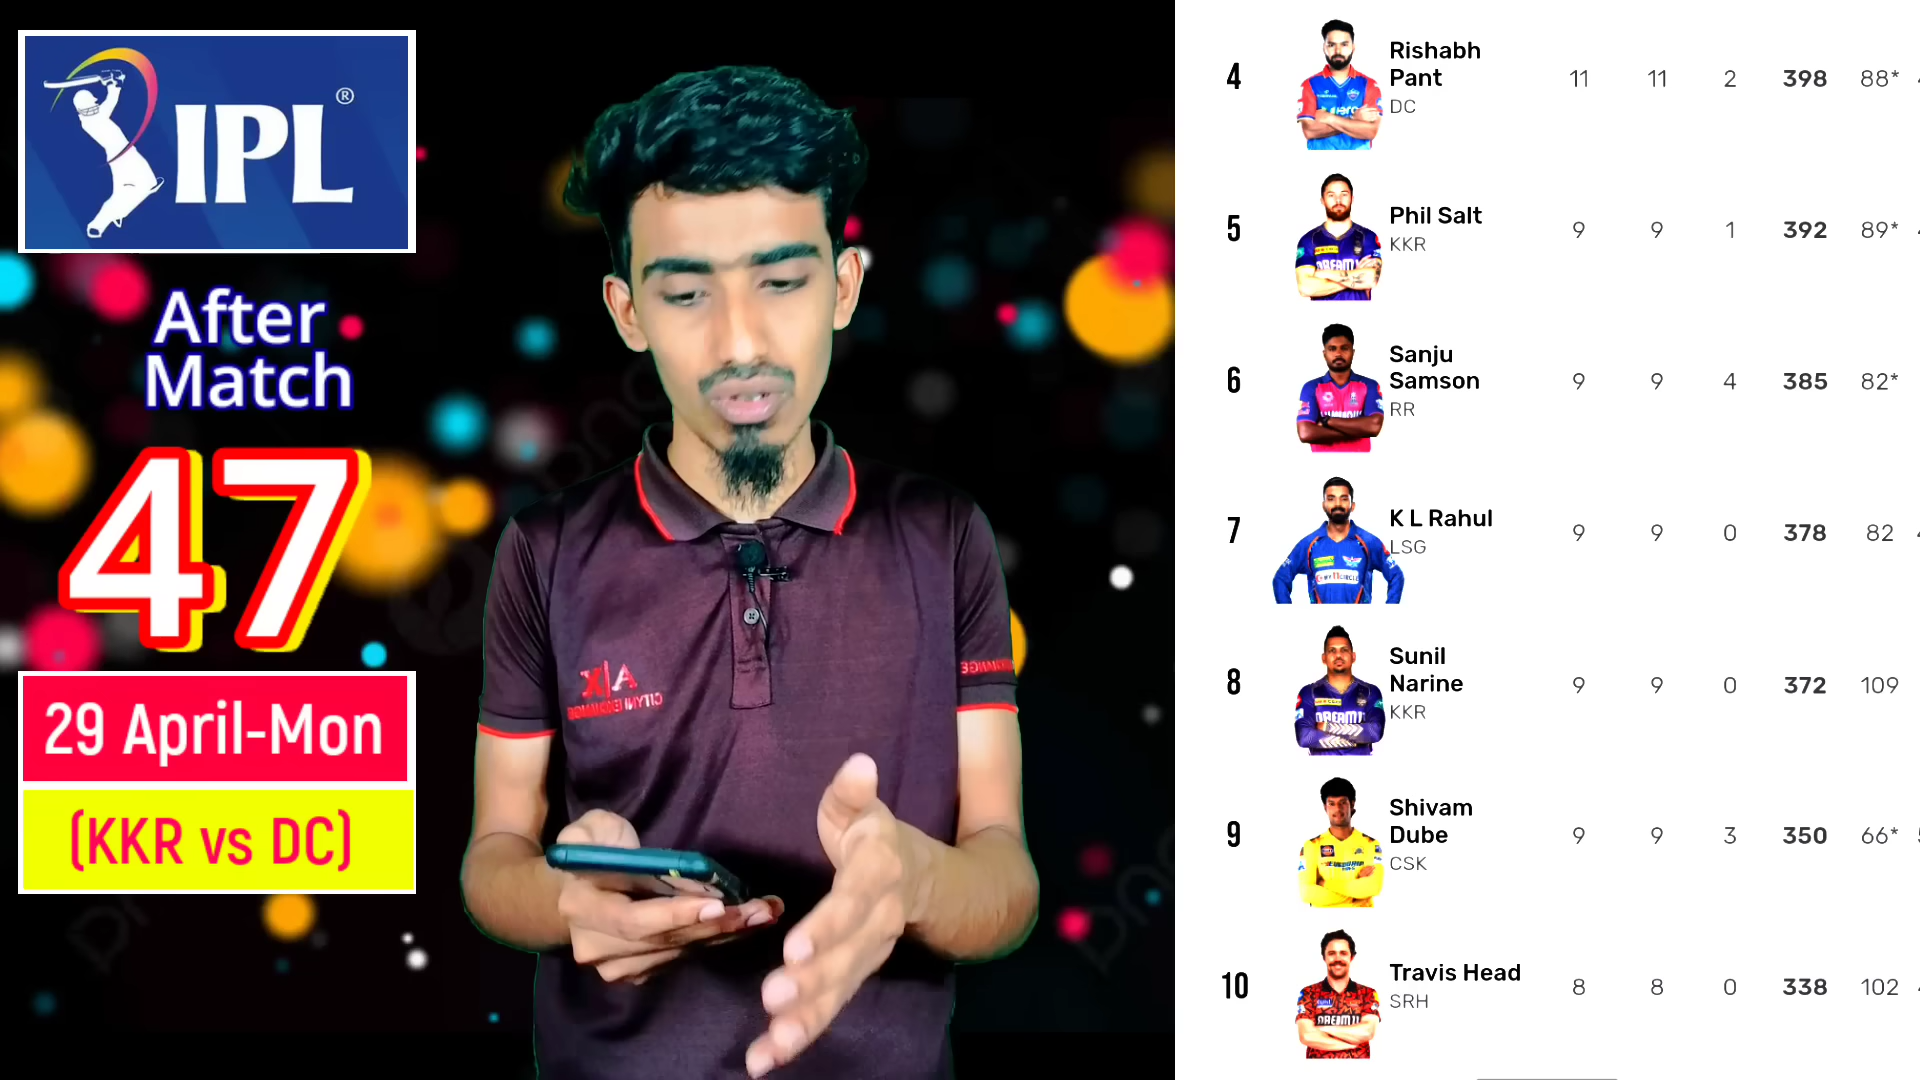 IPL®
After
Match
47
29 April-Mon
(KKR vs DC)
4 Rishabh Pant DC 11 11 2 398 88*
5 Phil Salt KKR 9 9 1 392 89*
6 Sanju Samson RR 9 9 4 385 82*
7 K L Rahul LSG 9 9 0 378 82
8 Sunil Narine KKR 9 9 0 372 109
9 Shivam Dube CSK 9 9 3 350 66*
10 Travis Head SRH 8 8 0 338 102